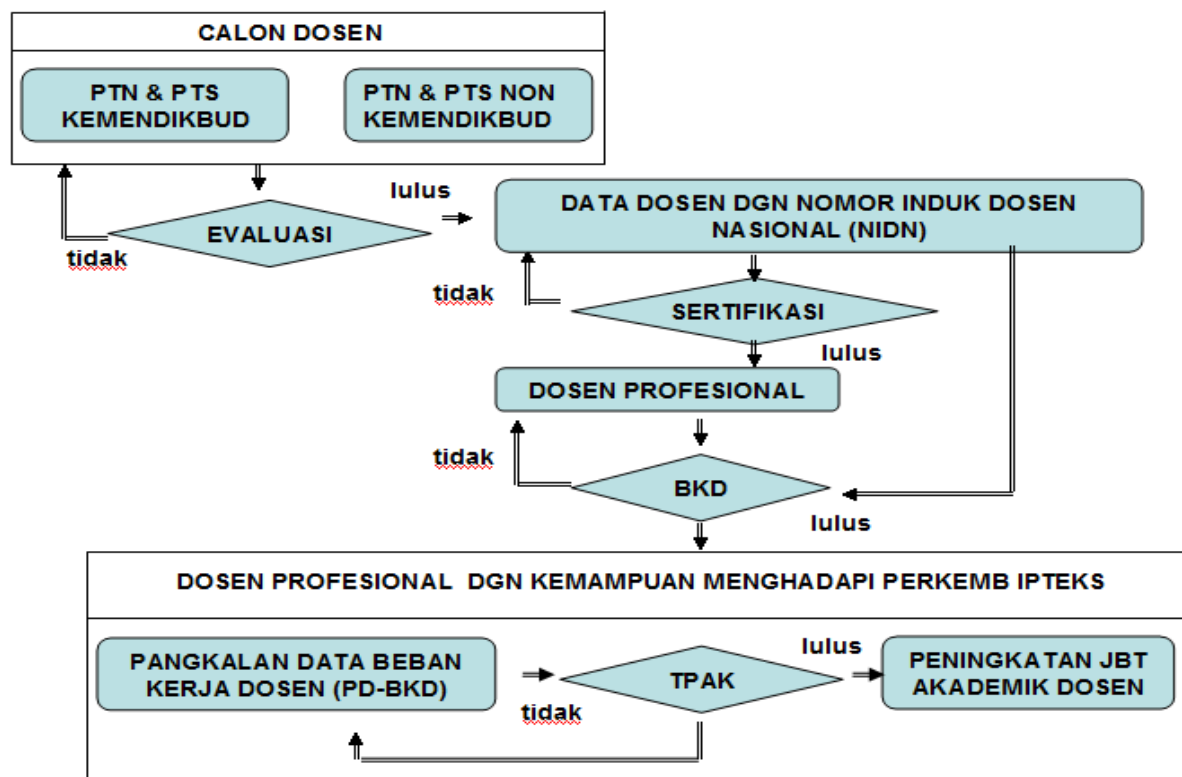 CALON DOSEN
PTN & PTS
KEMENDIKBUD
PTN & PTS NON
KEMENDIKBUD
lulus
EVALUASI
tidak
DATA DOSEN DGN NOMOR INDUK DOSEN
NASIONAL (NIDN)
tidak
SERTIFIKASI
lulus
DOSEN PROFESIONAL
tidak
BKD
lulus
DOSEN PROFESIONAL DGN KEMAMPUAN MENGHADAPI PERKEMB IPTEKS
PANGKALAN DATA BEBAN
KERJA DOSEN (PD-BKD)
tidak
TPAK
lulus
PENINGKATAN JBT
AKADEMIK DOSEN